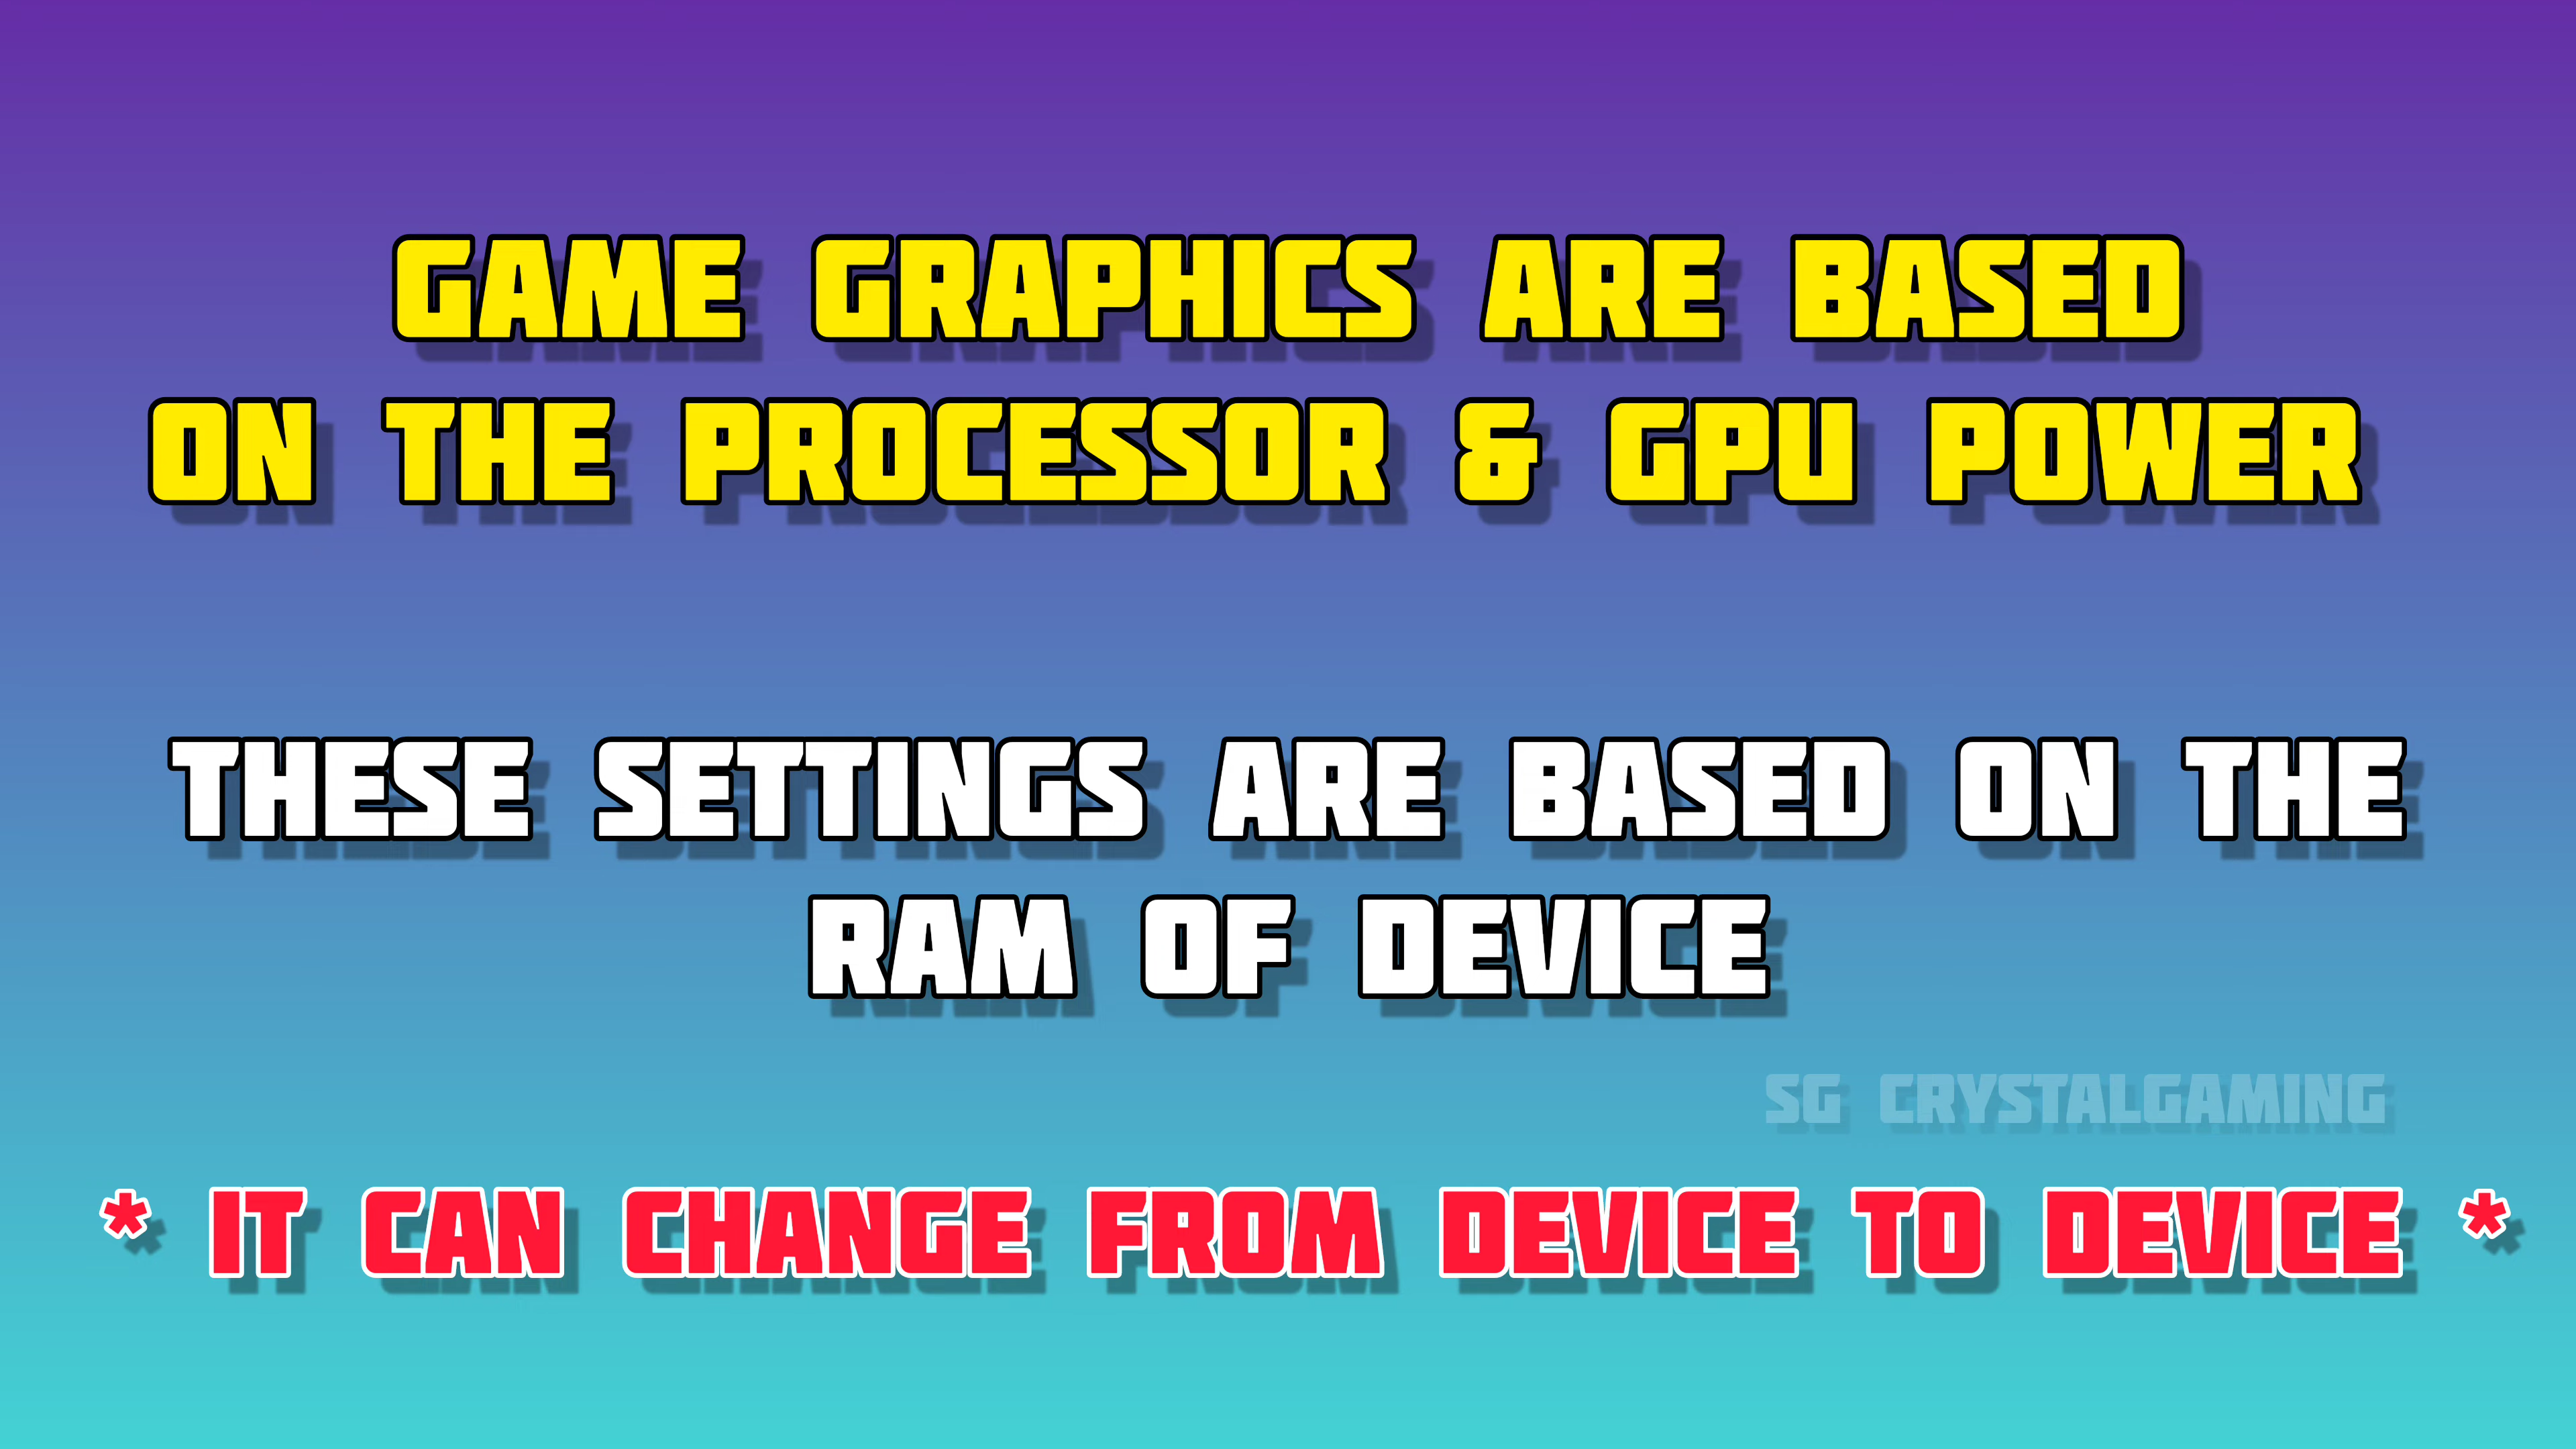 GAME GRAPHICS ARE BASED
ON THE PROCESSOR & GPU POWER
THESE SETTINGS ARE BASED ON THE
RAM OF DEVICE
SG CRYSTALGAMING
* IT CAN CHANGE FROM DEVICE TO DEVICE *